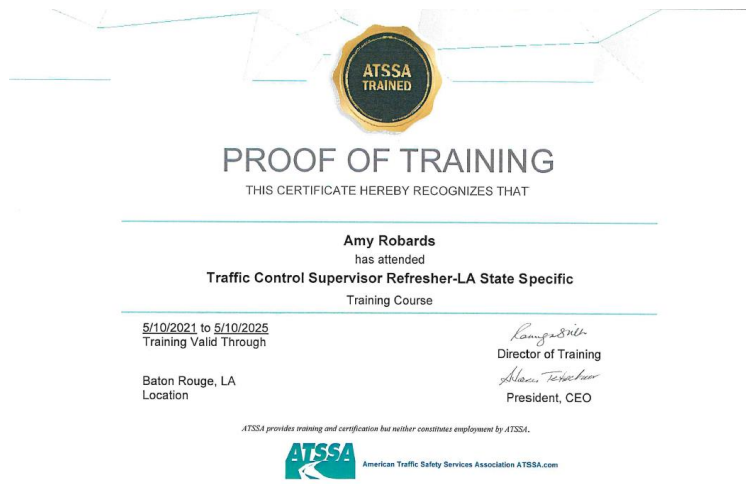 ATSSA
TRAINED
PROOF OF TRAINING
THIS CERTIFICATE HEREBY RECOGNIZES THAT
Amy Robards
has attended
Traffic Control Supervisor Refresher-LA State Specific
Training Course
5/10/2021 to 5/10/2025
Training Valid Through
Director of Training
Baton Rouge, LA
Location
President, CEO
ATSSA provides training and certification but neither constitutes employment by ATSSA.
ATSSA
American Traffic Safety Services Association ATSSA.com